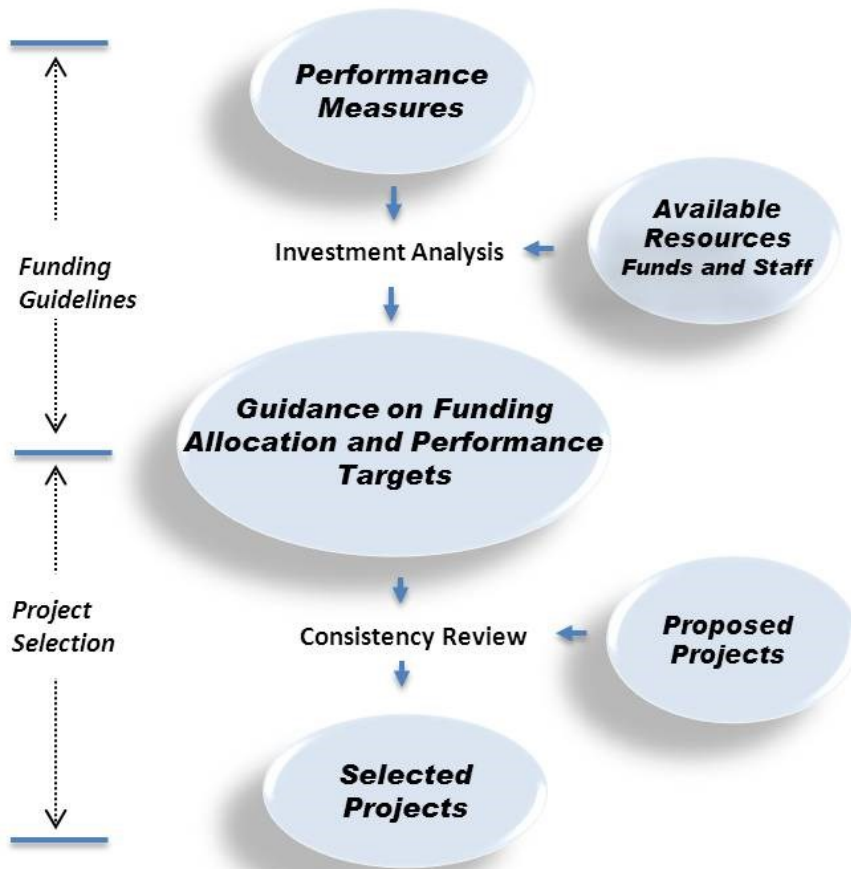 Performance
Measures
Available
Resources
Funds and Staff
Investment Analysis
Funding
Guidelines
Guidance on Funding
Allocation and Performance
Targets
Project
Selection
Consistency Review
Proposed
Projects
Selected
Projects